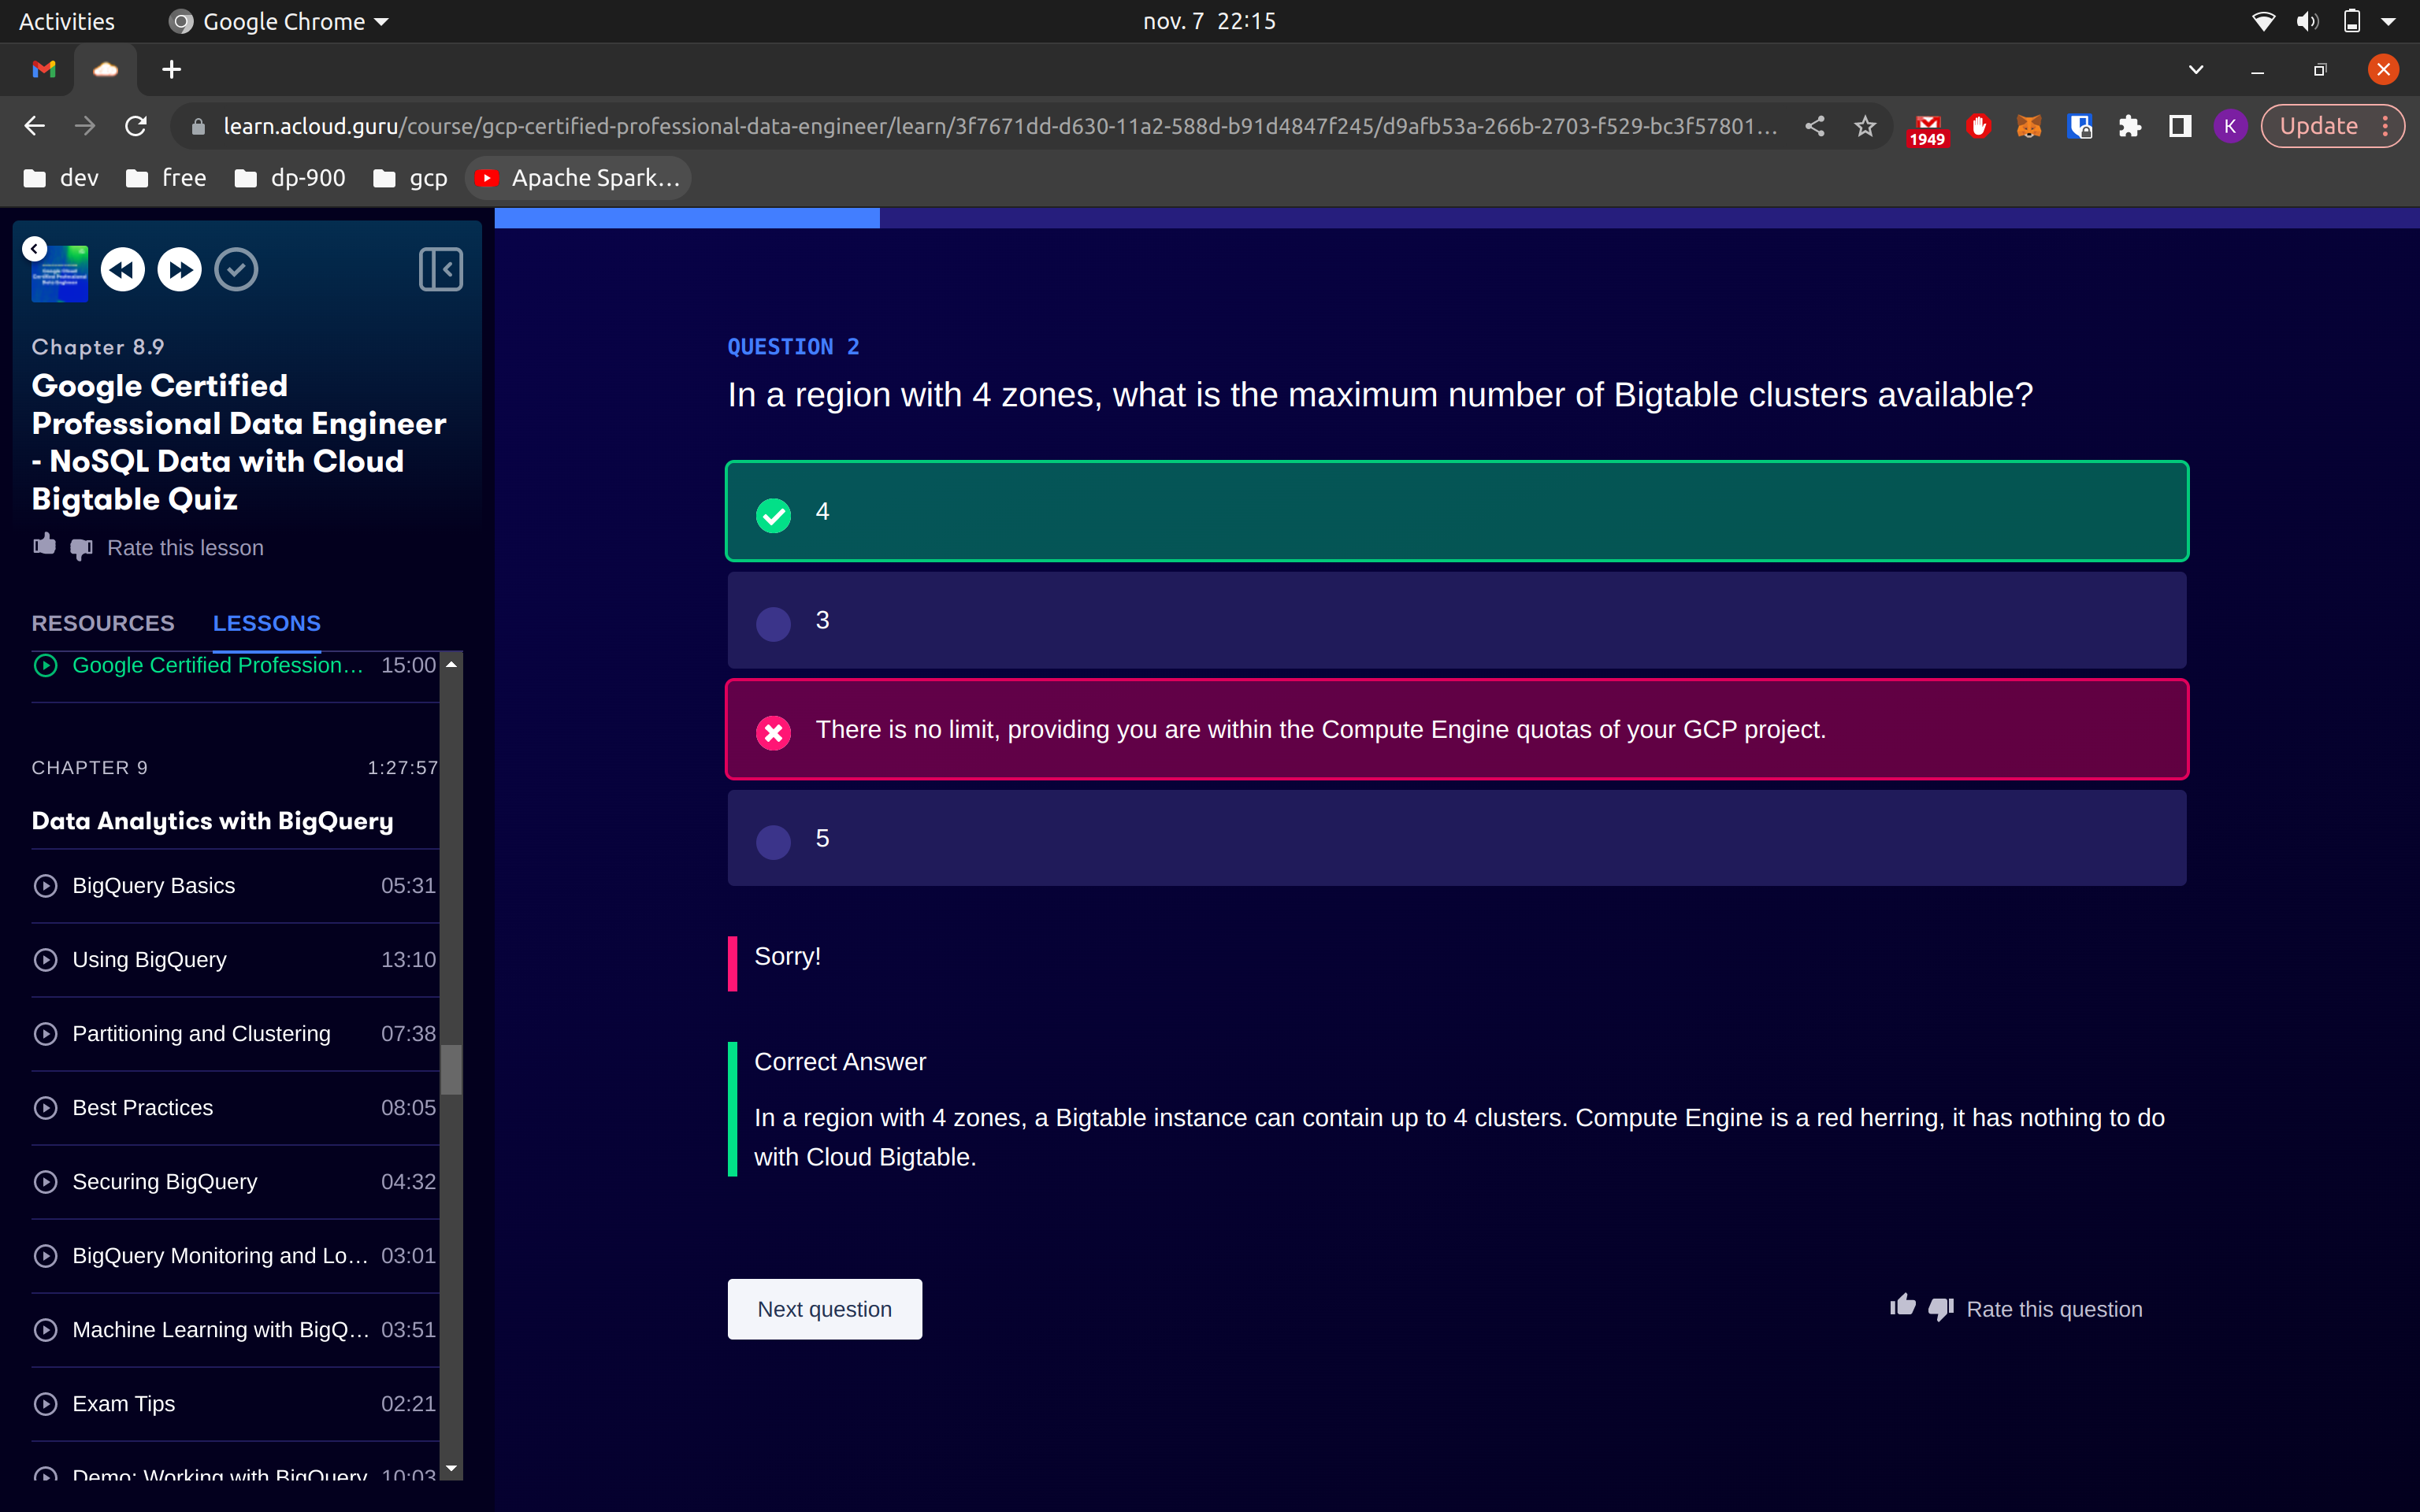 Activities
Google Chrome
nov. 7 22:15
learn.acloud.guru/course/gcp-certified-professional-data-engineer/learn/3f7671dd-d630-11a2-588d-b91d4847f245/d9afb53a-266b-2703-f529-bc3f57801...
1949
K
Update
dev
free
dp-900
gcp
Apache Spark...
Chapter 8.9
Google Certified
Professional Data Engineer
- NoSQL Data with Cloud
Bigtable Quiz
Rate this lesson
RESOURCES
LESSONS
Google Certified Profession... 15:00
CHAPTER 9 1:27:57
Data Analytics with BigQuery
BigQuery Basics 05:31
Using BigQuery 13:10
Partitioning and Clustering 07:38
Best Practices 08:05
Securing BigQuery 04:32
BigQuery Monitoring and Lo... 03:01
Machine Learning with BigQ... 03:51
Exam Tips 02:21
Demo: Working with BigQuery 10:03
QUESTION 2
In a region with 4 zones, what is the maximum number of Bigtable clusters available?
4
3
There is no limit, providing you are within the Compute Engine quotas of your GCP project.
5
Sorry!
Correct Answer
In a region with 4 zones, a Bigtable instance can contain up to 4 clusters. Compute Engine is a red herring, it has nothing to do
with Cloud Bigtable.
Next question
Rate this question